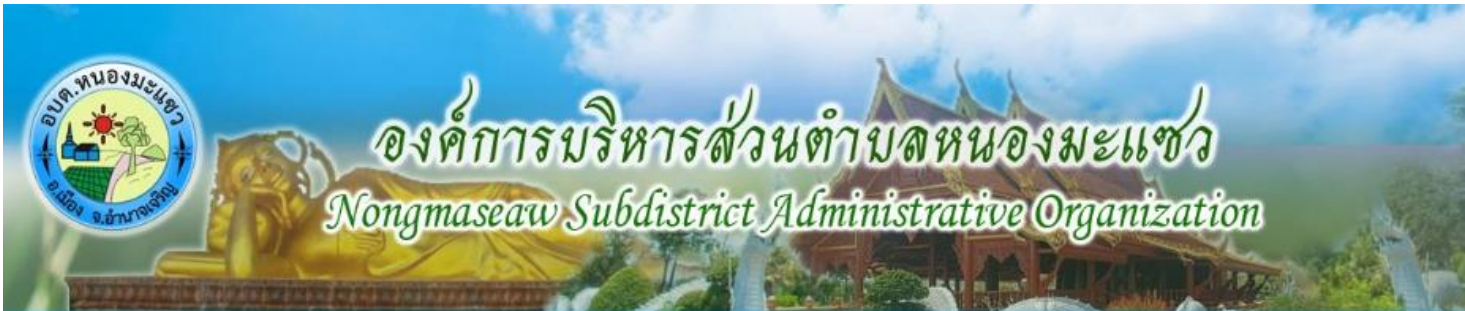 อบต.หนองมะแซว
อ.เมือง จ.อำนาจเจริญ
องค์การบริหารส่วนตำบลหนองมะแซว
Nongmaseaw Subdistrict Administrative Organization